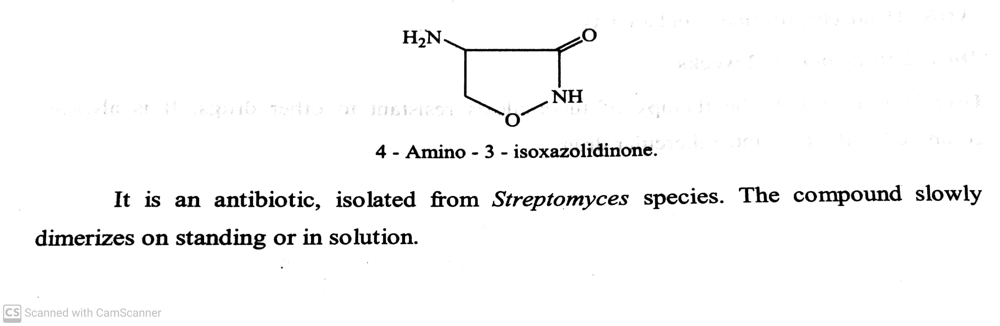 H₂N
O
NH
O
4 - Amino - 3 - isoxazolidinone.
It is an antibiotic, isolated from Streptomyces species. The compound slowly
dimerizes on standing or in solution.
CS Scanned with CamScanner